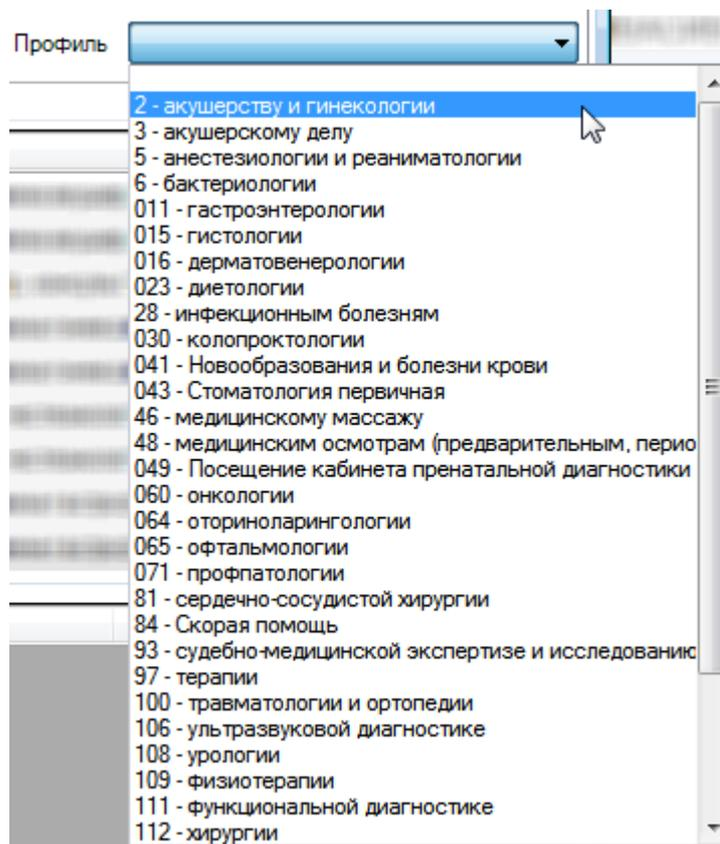 Профиль
2 - акушерству и гинекологии
3 - акушерскому делу
5 - анестезиологии и реаниматологии
6 - бактериологии
011 - гастроэнтерологии
015 - гистологии
016 - дерматовенерологии
023 - диетологии
28 - инфекционным болезням
030 - колопроктологии
041 - Новообразования и болезни крови
043 - Стоматология первичная
46 - медицинскому массажу
48 - медицинским осмотрам (предварительным, перио
049 - Посещение кабинета пренатальной диагностики
060 - онкологии
064 - оториноларингологии
065 - офтальмологии
071 - профпатологии
81 - сердечно-сосудистой хирургии
84 - Скорая помощь
93 - судебно-медицинской экспертизе и исследованию
97 - терапии
100 - травматологии и ортопедии
106 - ультразвуковой диагностике
108 - урологии
109 - физиотерапии
111 - функциональной диагностике
112 - хирургии